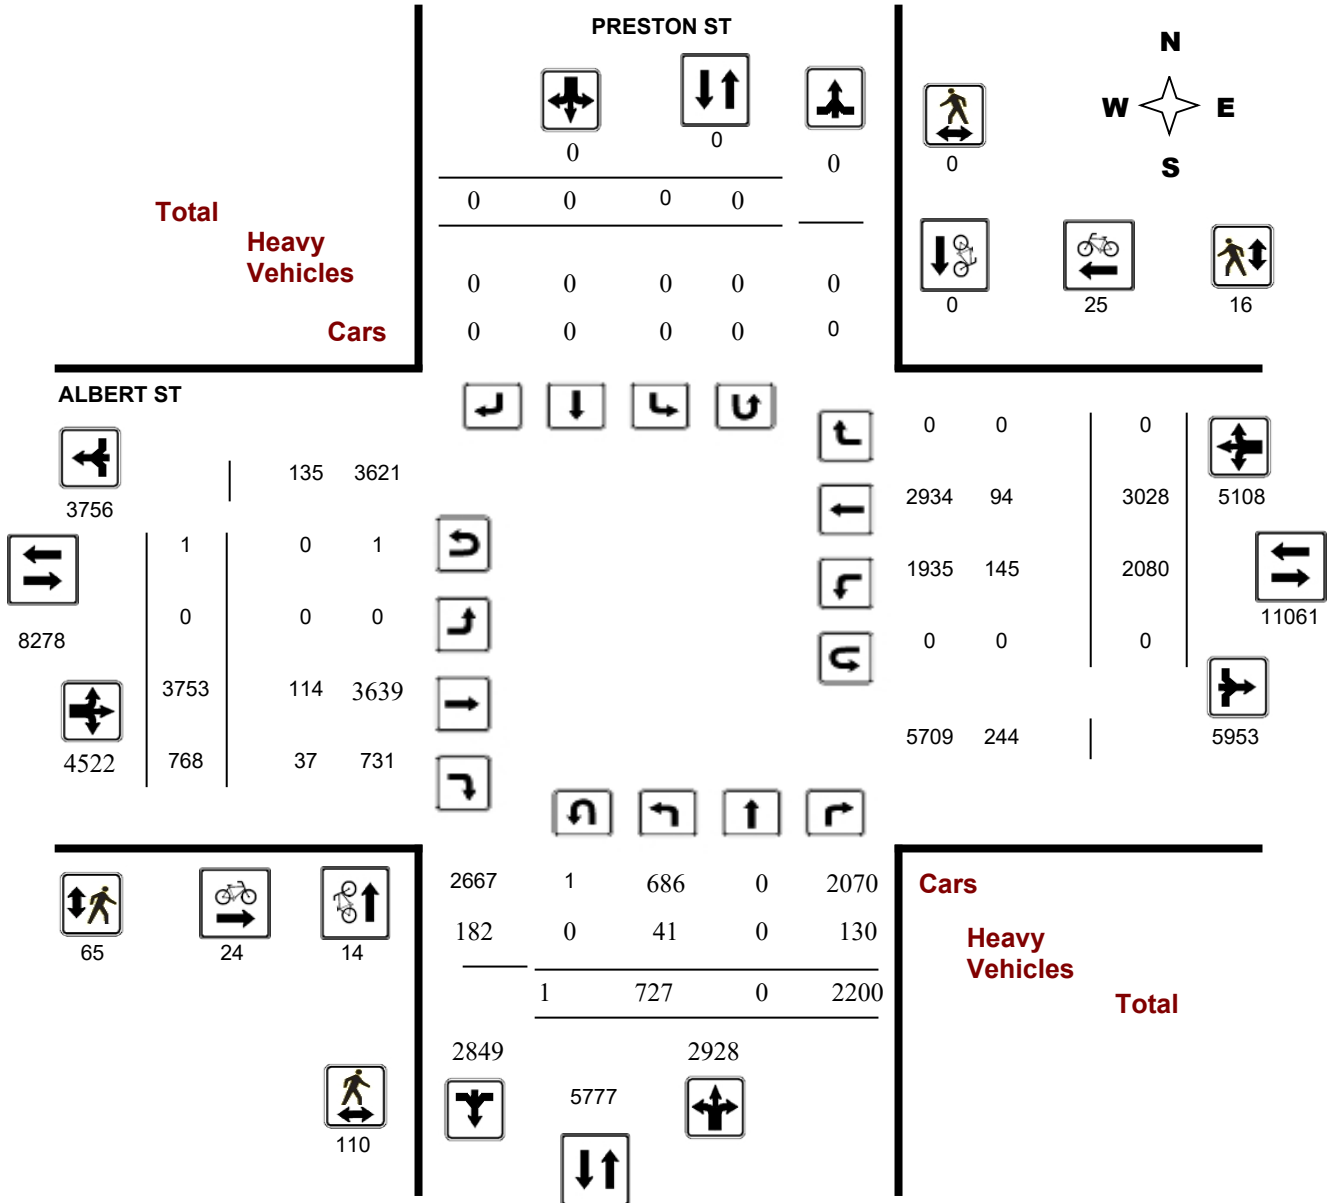 PRESTON ST
N
W E
S
0 0 0 0
0
Total 0 0 0 0
Heavy
Vehicles 0 0 0 0 0
0 25 16
Cars 0 0 0 0 0
ALBERT ST
0 0 0
135 3621
3756
2934 94 3028 5108
1 0 1
1935 145 2080
0 0 0
11061
8278
0 0 0
3753 114 3639
5709 244 5953
4522 768 37 731
2667 1 686 0 2070 Cars
182 0 41 0 130 Heavy
Vehicles
65 24 14
1 727 0 2200 Total
2849 2928
5777
110